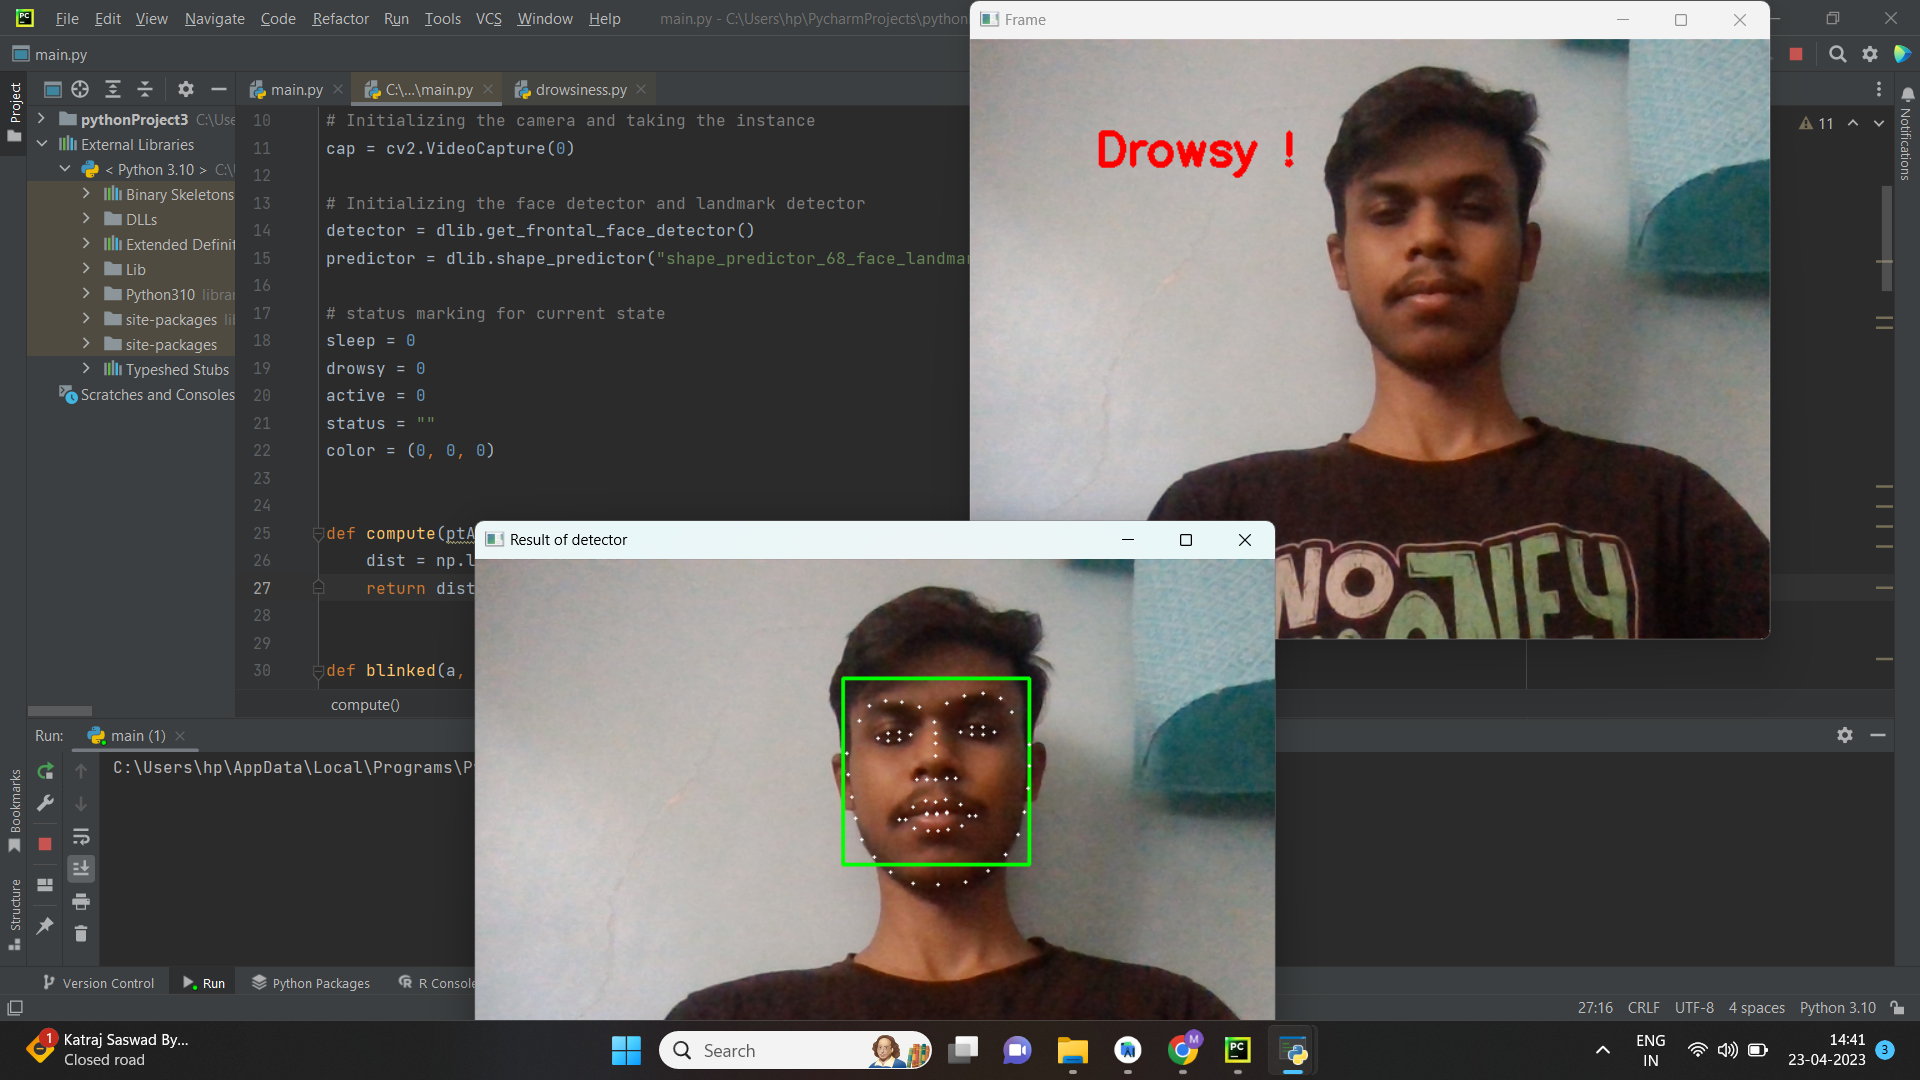 File Edit View Navigate Code Refactor Run Tools VCS Window Help main.py - C:\Users\hp\PycharmProjects\python
main.py
Project
main.py
C:\...\main.py
drowsiness.py
pythonProject3 C:\Use
External Libraries
< Python 3.10 > C:\
Binary Skeletons
DLLs
Extended Definit
Lib
Python310 libra
site-packages
site-packages
Typeshed Stubs
Scratches and Consoles
10 # Initializing the camera and taking the instance
11 cap = cv2.VideoCapture(0)
12
13 # Initializing the face detector and landmark detector
14 detector = dlib.get_frontal_face_detector()
15 predictor = dlib.shape_predictor("shape_predictor_68_face_landmar
16
17 # status marking for current state
18 sleep = 0
19 drowsy = 0
20 active = 0
21 status = ""
22 color = (0, 0, 0)
23
24
25 def compute(ptA
26 dist = np.l
27 return dist
28
29
30 def blinked(a,
compute()
11
Notifications
Frame
Drowsy !
NO
Result of detector
Run: main (1)
C:\Users\hp\AppData\Local\Programs\P
Bookmarks
Structure
Version Control Run Python Packages R Console
27:16 CRLF UTF-8 4 spaces Python 3.10
1
Katraj Saswad By...
Closed road
Search
M
PC
ENG
IN
14:41
23-04-2023
3